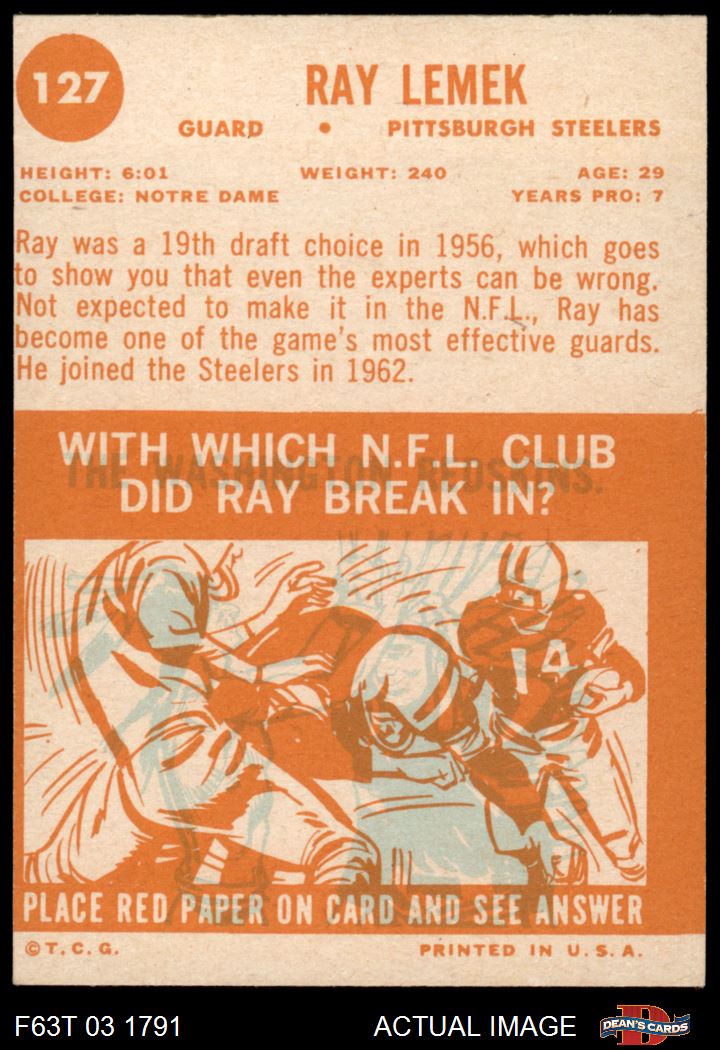 127
RAY LEMEK
GUARD • PITTSBURGH STEELERS
HEIGHT: 6:01 WEIGHT: 240 AGE: 29
COLLEGE: NOTRE DAME YEARS PRO: 7
Ray was a 19th draft choice in 1956, which goes
to show you that even the experts can be wrong.
Not expected to make it in the N.F.L., Ray has
become one of the game's most effective guards.
He joined the Steelers in 1962.
WITH WHICH N.F.L. CLUB
THE WASHINGTON REDSKINS.
DID RAY BREAK IN?
14
PLACE RED PAPER ON CARD AND SEE ANSWER
© T.C.G. PRINTED IN U.S.A.
F63T 03 1791 ACTUAL IMAGE D DEAN'S CARDS